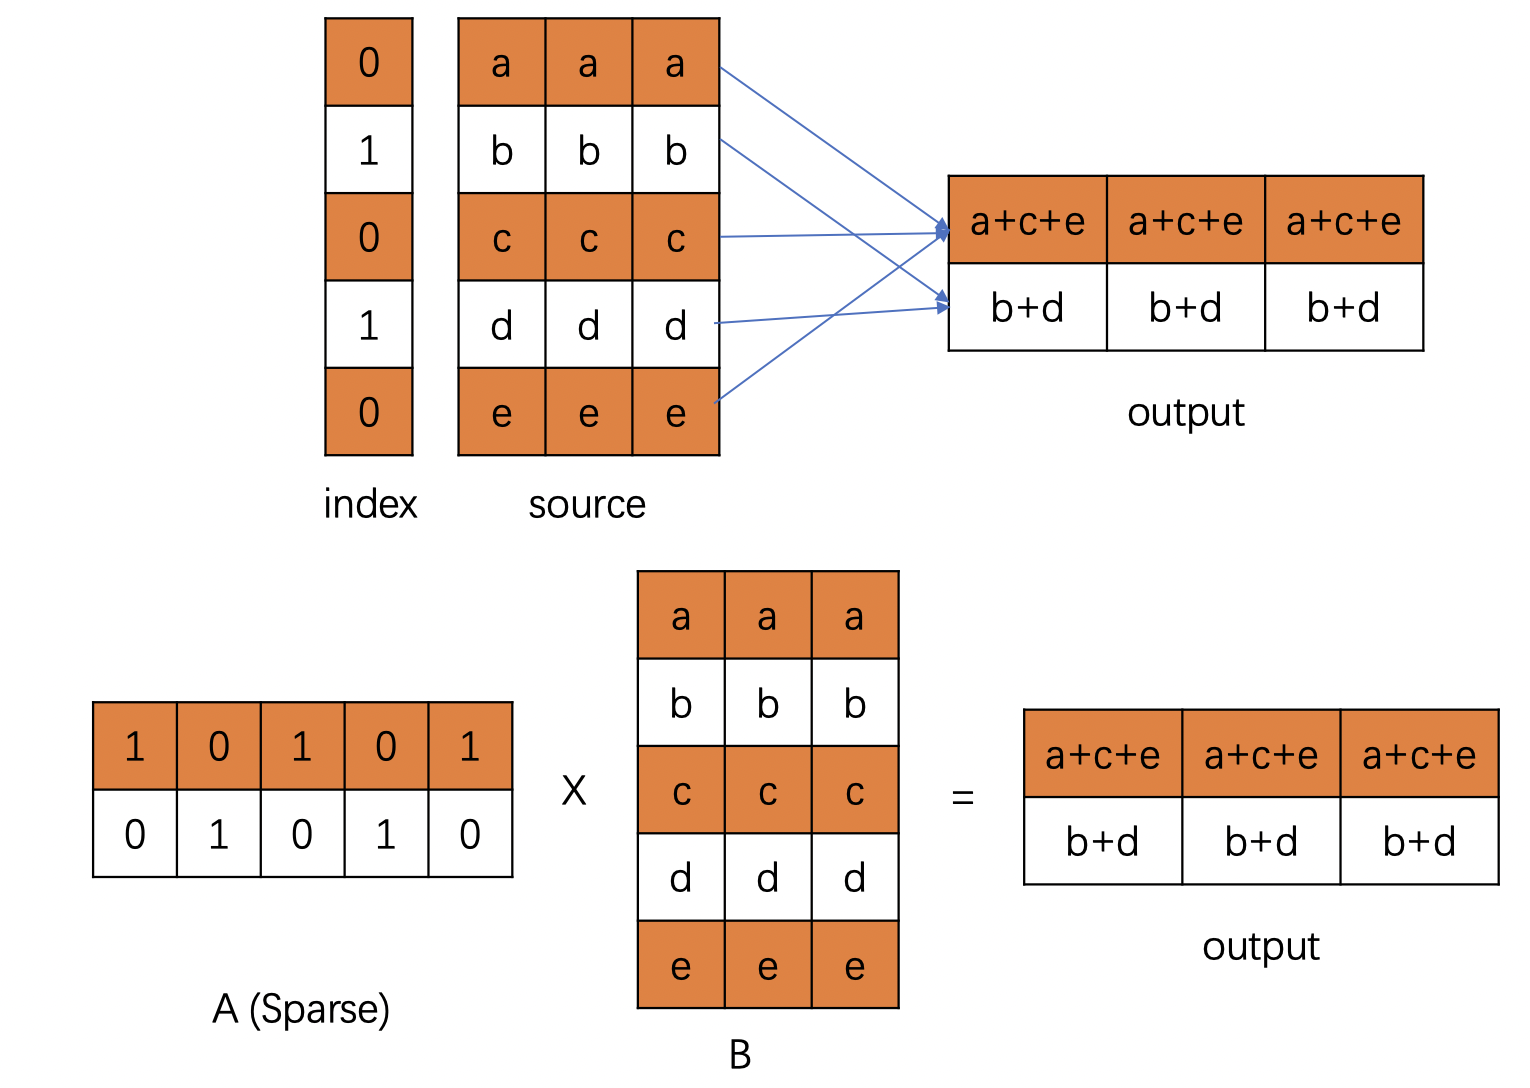 0 a a a
1 b b b
0 c c c
1 d d d
0 e e e
index source
a+c+e a+c+e a+c+e
b+d b+d b+d
output
1 0 1 0 1
0 1 0 1 0
A (Sparse)
X
a a a
b b b
c c c
d d d
e e e
B
=
a+c+e a+c+e a+c+e
b+d b+d b+d
output